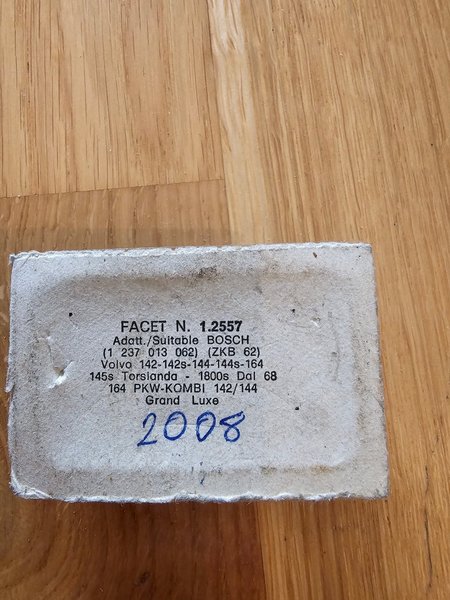 FACET N. 1.2557
Adatt./Suitable BOSCH
(1 237 013 062) (ZKB 62)
Volvo 142-142s-144-144s-164
145s Torslanda - 1800s Dal 68
164 PKW-KOMBI 142/144
Grand Luxe
2008